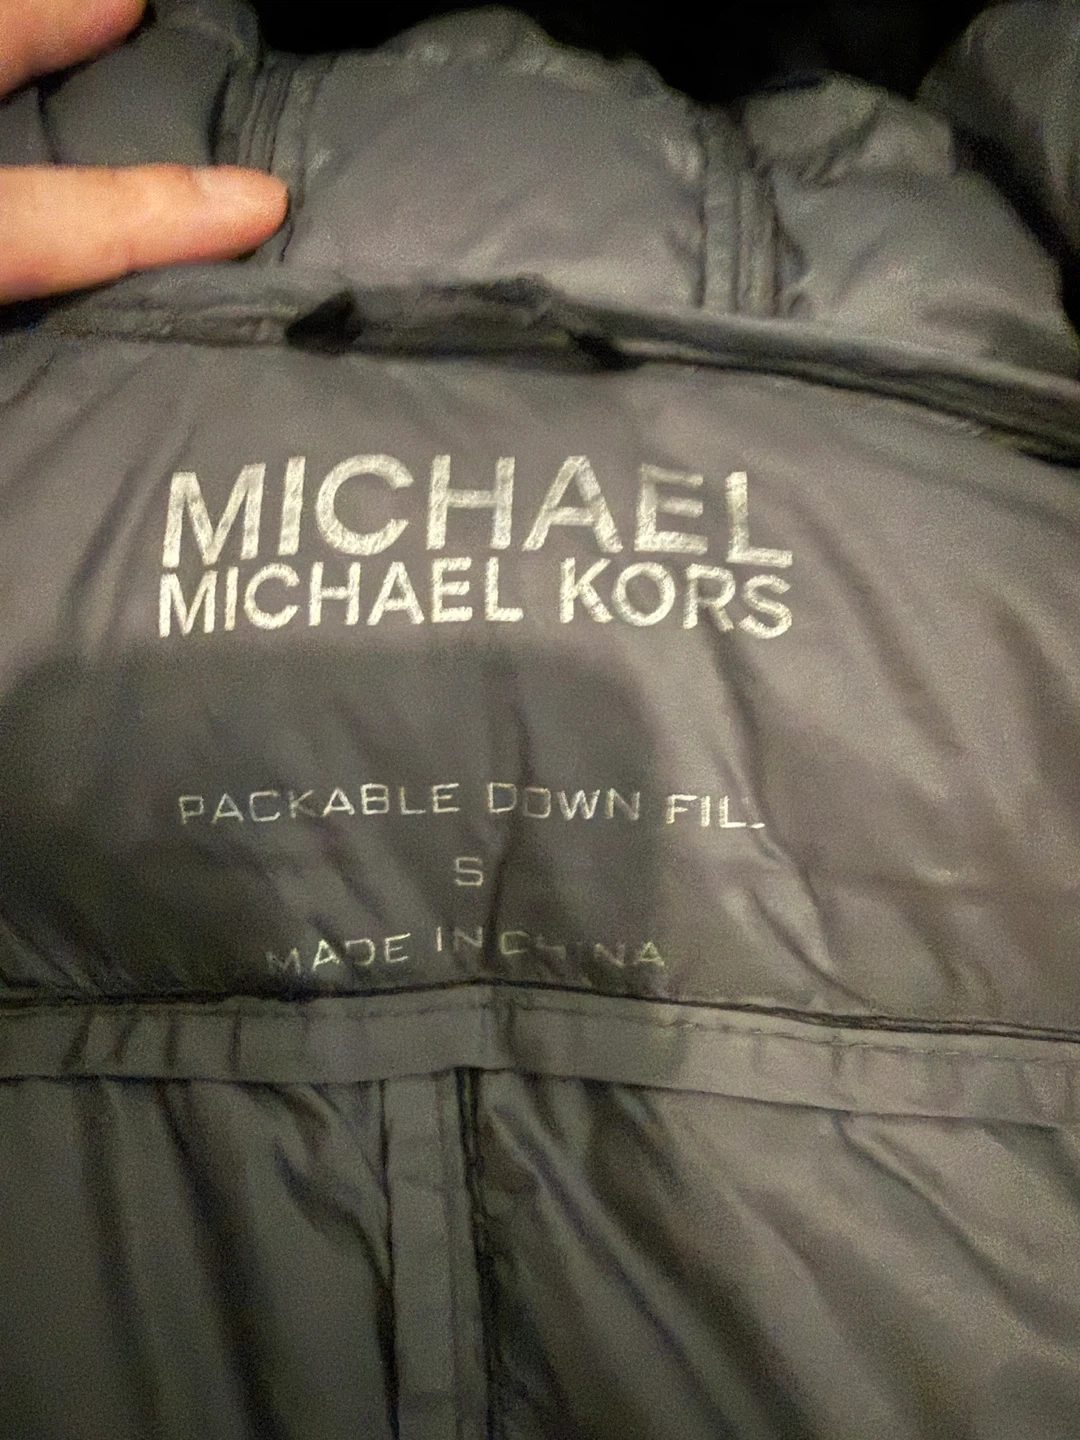 MICHAEL
MICHAEL KORS
PACKABLE DOWN FILL
S
MADE IN CHINA